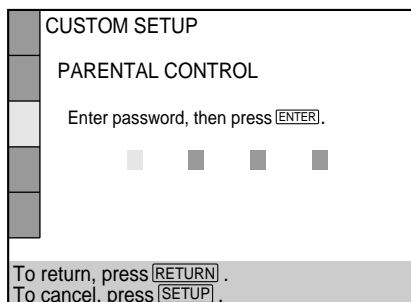 CUSTOM SETUP
PARENTAL CONTROL
Enter password, then press ENTER.
To return, press RETURN .
To cancel, press SETUP .